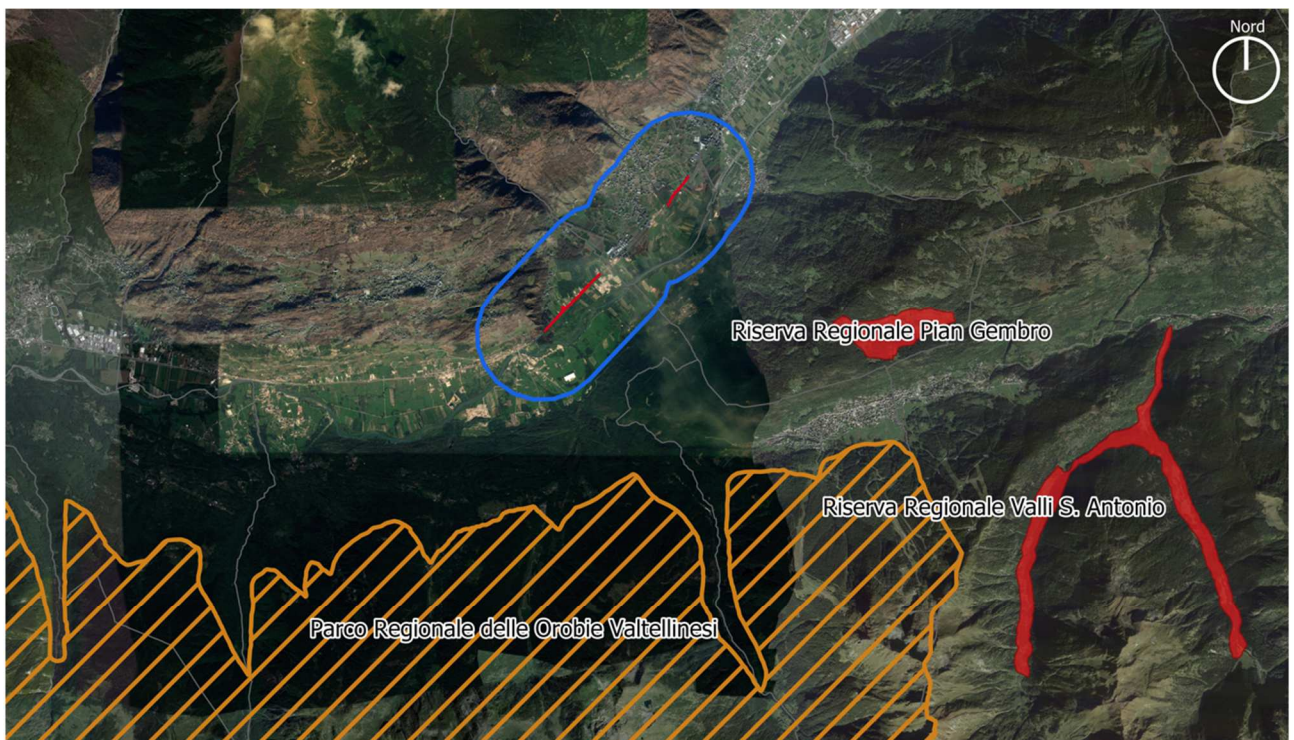 Nord
Riserva Regionale Pian Gembro
Riserva Regionale Valli S. Antonio
Parco Regionale delle Orobie Valtellinesi